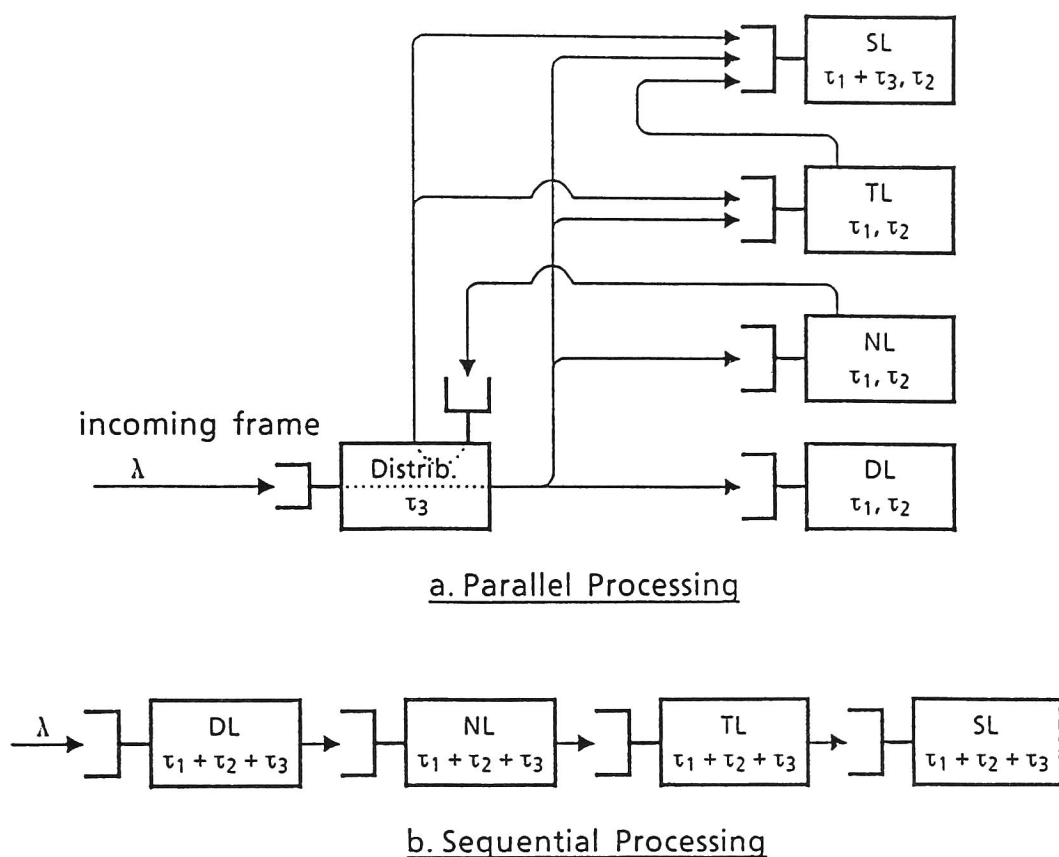 SL
τ1 + τ3, τ2
TL
τ1, τ2
NL
τ1, τ2
incoming frame
λ
Distrib.
τ3
DL
τ1, τ2
a. Parallel Processing
λ
DL
τ1 + τ2 + τ3
NL
τ1 + τ2 + τ3
TL
τ1 + τ2 + τ3
SL
τ1 + τ2 + τ3
b. Sequential Processing